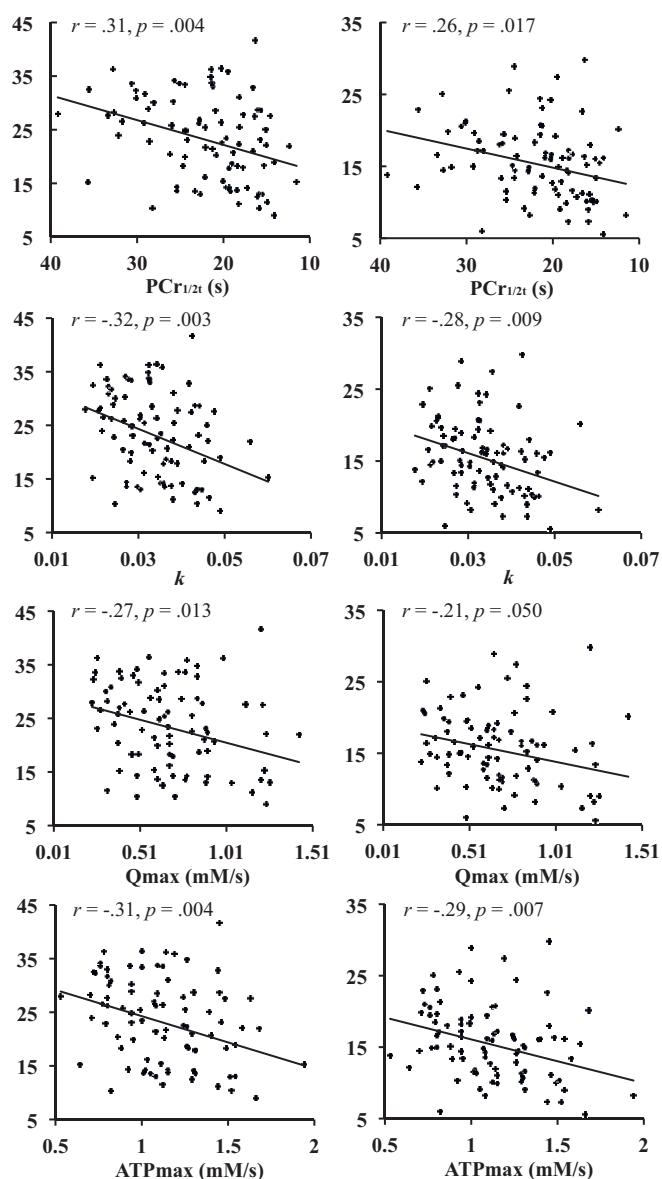 r = .31, p = .004
45
35
25
15
5
40 30 20 10
PCr1/2t (s)
r = .26, p = .017
35
25
15
5
40 30 20 10
PCr1/2t (s)
r = -.32, p = .003
45
35
25
15
5
0.01 0.03 0.05 0.07
k
r = -.28, p = .009
35
25
15
5
0.01 0.03 0.05 0.07
k
r = -.27, p = .013
45
35
25
15
5
0.01 0.51 1.01 1.51
Qmax (mM/s)
r = -.21, p = .050
35
25
15
5
0.01 0.51 1.01 1.51
Qmax (mM/s)
r = -.31, p = .004
45
35
25
15
5
0.5 1 1.5 2
ATPmax (mM/s)
r = -.29, p = .007
35
25
15
5
0.5 1 1.5 2
ATPmax (mM/s)